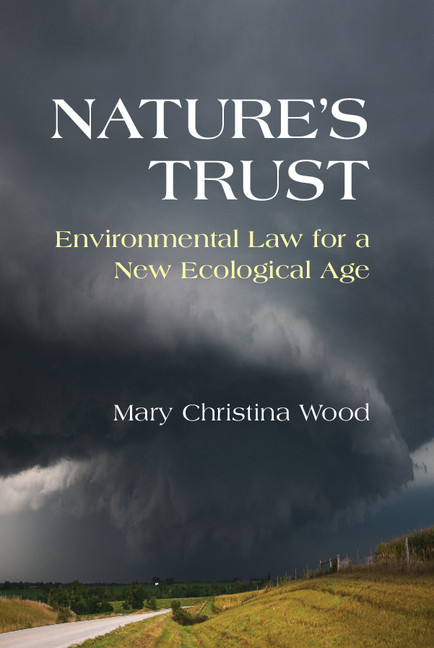 NATURE'S
TRUST
Environmental Law for a
New Ecological Age
Mary Christina Wood